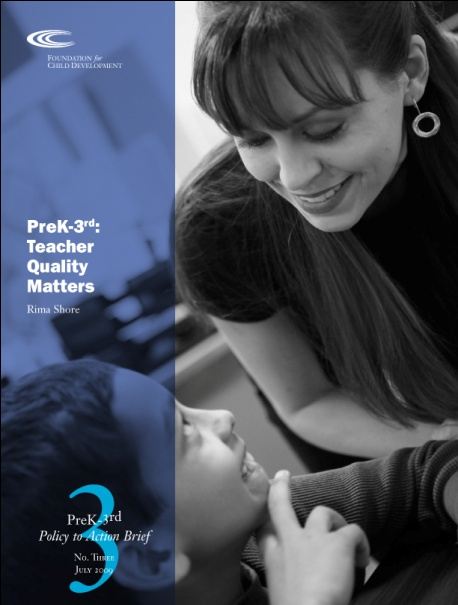 FOUNDATION for
CHILD DEVELOPMENT
PreK-3rd:
Teacher
Quality
Matters
Rima Shore
3
PreK-3rd
Policy to Action Brief
No. Three
July 2009